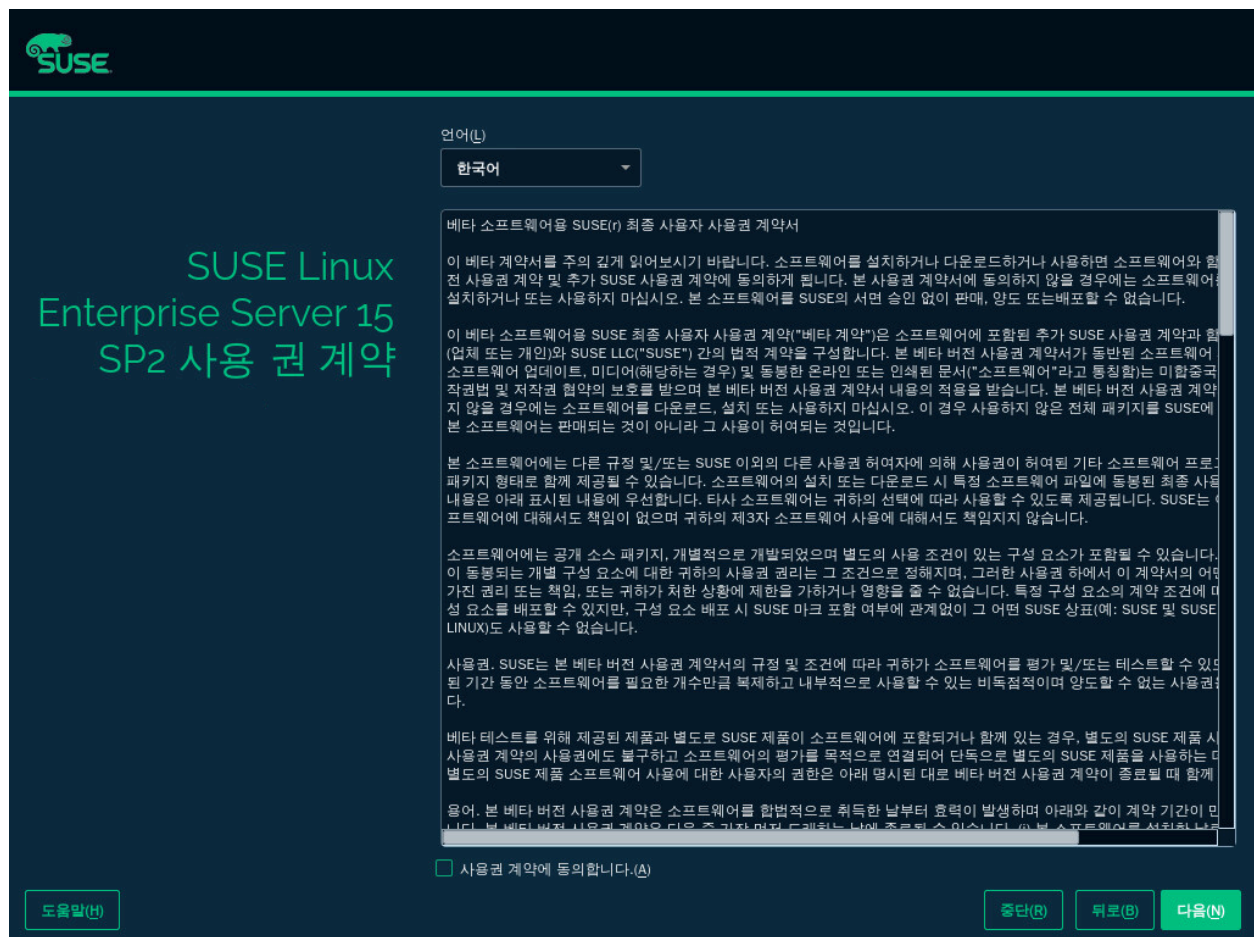 SUSE
SUSE Linux
Enterprise Server 15
SP2 사용 권 계약
언어(L)
한국어
베타 소프트웨어용 SUSE(r) 최종 사용자 사용권 계약서
이 베타 계약서를 주의 깊게 읽어보시기 바랍니다. 소프트웨어를 설치하거나 다운로드하거나 사용하면 소프트웨어와 함
전 사용권 계약 및 추가 SUSE 사용권 계약에 동의하게 됩니다. 본 사용권 계약서에 동의하지 않을 경우에는 소프트웨어
설치하거나 또는 사용하지 마십시오. 본 소프트웨어를 SUSE의 서면 승인 없이 판매, 양도 또는배포할 수 없습니다.
이 베타 소프트웨어용 SUSE 최종 사용자 사용권 계약("베타 계약")은 소프트웨어에 포함된 추가 SUSE 사용권 계약과 함
(업체 또는 개인)와 SUSE LLC("SUSE") 간의 법적 계약을 구성합니다. 본 베타 버전 사용권 계약서가 동반된 소프트웨어
소프트웨어 업데이트, 미디어(해당하는 경우) 및 동봉한 온라인 또는 인쇄된 문서("소프트웨어"라고 통칭함)는 미합중국
작권법 및 저작권 협약의 보호를 받으며 본 베타 버전 사용권 계약서 내용의 적용을 받습니다. 본 베타 버전 사용권 계약
지 않을 경우에는 소프트웨어를 다운로드, 설치 또는 사용하지 마십시오. 이 경우 사용하지 않은 전체 패키지를 SUSE에
본 소프트웨어는 판매되는 것이 아니라 그 사용이 허여되는 것입니다.
본 소프트웨어에는 다른 규정 및/또는 SUSE 이외의 다른 사용권 허여자에 의해 사용권이 허여된 기타 소프트웨어 프로
패키지 형태로 함께 제공될 수 있습니다. 소프트웨어의 설치 또는 다운로드 시 특정 소프트웨어 파일에 동봉된 최종 사용
내용은 아래 표시된 내용에 우선합니다. 타사 소프트웨어는 귀하의 선택에 따라 사용할 수 있도록 제공됩니다. SUSE는
프트웨어에 대해서도 책임이 없으며 귀하의 제3자 소프트웨어 사용에 대해서도 책임지지 않습니다.
소프트웨어에는 공개 소스 패키지, 개별적으로 개발되었으며 별도의 사용 조건이 있는 구성 요소가 포함될 수 있습니다.
이 동봉되는 개별 구성 요소에 대한 귀하의 사용권 권리는 그 조건으로 정해지며, 그러한 사용권 하에서 이 계약서의 어떤
가진 권리 또는 책임, 또는 귀하가 처한 상황에 제한을 가하거나 영향을 줄 수 없습니다. 특정 구성 요소의 계약 조건에
성 요소를 배포할 수 있지만, 구성 요소 배포 시 SUSE 마크 포함 여부에 관계없이 그 어떤 SUSE 상표(예: SUSE 및 SUSE
LINUX)도 사용할 수 없습니다.
사용권. SUSE는 본 베타 버전 사용권 계약서의 규정 및 조건에 따라 귀하가 소프트웨어를 평가 및/또는 테스트할 수 있도
된 기간 동안 소프트웨어를 필요한 개수만큼 복제하고 내부적으로 사용할 수 있는 비독점적이며 양도할 수 없는 사용권
다.
베타 테스트를 위해 제공된 제품과 별도로 SUSE 제품이 소프트웨어에 포함되거나 함께 있는 경우, 별도의 SUSE 제품 사
사용권 계약의 사용권에도 불구하고 소프트웨어의 평가를 목적으로 연결되어 단독으로 별도의 SUSE 제품을 사용하는
별도의 SUSE 제품 소프트웨어 사용에 대한 사용자의 권한은 아래 명시된 대로 베타 버전 사용권 계약이 종료될 때 함께
용어. 본 베타 버전 사용권 계약은 소프트웨어를 합법적으로 취득한 날부터 효력이 발생하며 아래와 같이 계약 기간이 만
니다. 본 베타 버전 사용권 계약은 다음 중 가장 먼저 도래하는 날에 종료될 수 있습니다. (i) 본 소프트웨어를 설치한
사용권 계약에 동의합니다.(A)
도움말(H)
중단(R)
뒤로(B)
다음(N)